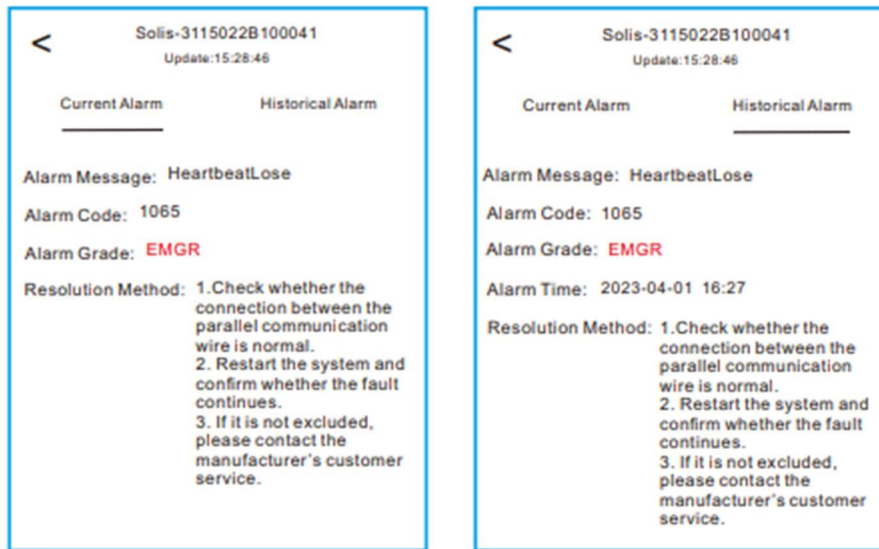 <
Solis-3115022B100041
Update:15:28:46
Current Alarm
Historical Alarm
Alarm Message: HeartbeatLose
Alarm Code: 1065
Alarm Grade: EMGR
Resolution Method: 1.Check whether the
connection between the
parallel communication
wire is normal.
2. Restart the system and
confirm whether the fault
continues.
3. If it is not excluded,
please contact the
manufacturer's customer
service.
<
Solis-3115022B100041
Update:15:28:46
Current Alarm
Historical Alarm
Alarm Message: HeartbeatLose
Alarm Code: 1065
Alarm Grade: EMGR
Alarm Time: 2023-04-01 16:27
Resolution Method: 1.Check whether the
connection between the
parallel communication
wire is normal.
2. Restart the system and
confirm whether the fault
continues.
3. If it is not excluded,
please contact the
manufacturer's customer
service.